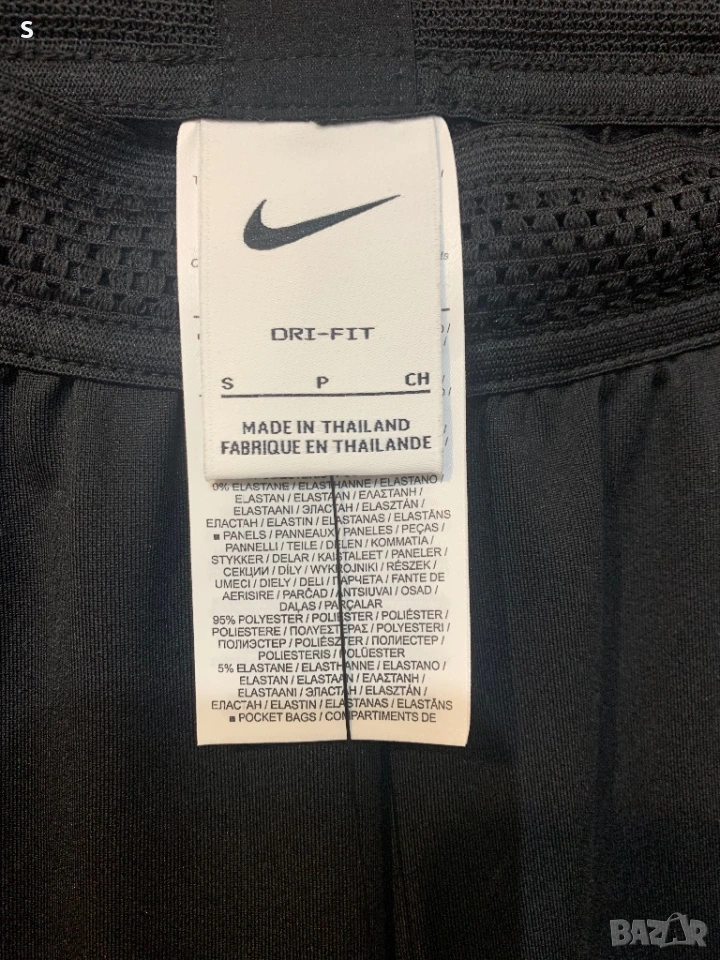 S
DRI-FIT
S P CH
MADE IN THAILAND
FABRIQUE EN THAILANDE
0% ELASTANE / ELASTHANNE / ELASTANO /
ELASTAN / ELASTAAN / ΕΛΑΣΤΑΝΗ /
ELASTAANI / ЭЛАСТАН / ELASZTÁN /
ЕЛАСТАН / ELASTIN / ELASTANAS / ELASTĀNS
■ PANELS / PANNEAUX / PANELES / PEÇAS /
PANNELLI / TEILE / DELEN / ΚΟΜΜΑΤΙΑ /
STYKKER / DELAR / KAISTALEET / PANELER /
СЕКЦИИ / DÍLY / WYKROJNIKI / RÉSZEK /
UMECI / DIELY / DELI / ПАРЧЕТА / FANTE DE
AERISIRE / PARČAD / ANTSIUVAI / OSAD /
DAĻAS / PARÇALAR
95% POLYESTER / POLIESTER / POLIÉSTER /
POLIESTERE / ΠΟΛΥΕΣΤΕΡΑΣ / POLYESTERI /
ПОЛИЭСТЕР / POLIÉSZTER / ПОЛИЕСТЕР /
POLIESTERIS / POLÜESTER
5% ELASTANE / ELASTHANNE / ELASTANO /
ELASTAN / ELASTAAN / ΕΛΑΣΤΑΝΗ /
ELASTAANI / ЭЛАСТАН / ELASZTÁN /
ЕЛАСТАН / ELASTIN / ELASTANAS / ELASTĀNS
■ POCKET BAGS / COMPARTIMENTS DE
BAZAR